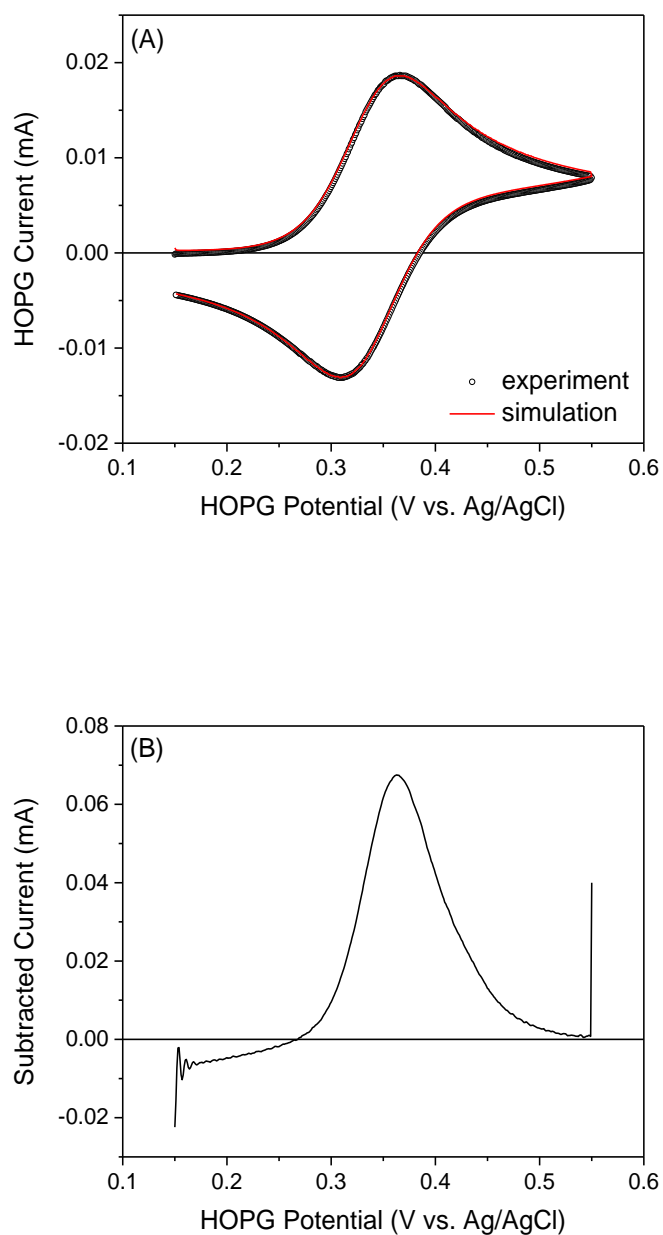 (A)
0.02
0.01
0.00
-0.01
-0.02
HOPG Current (mA)
experiment
simulation
0.1 0.2 0.3 0.4 0.5 0.6
HOPG Potential (V vs. Ag/AgCl)
(B)
0.08
0.06
0.04
0.02
0.00
-0.02
Subtracted Current (mA)
0.1 0.2 0.3 0.4 0.5 0.6
HOPG Potential (V vs. Ag/AgCl)